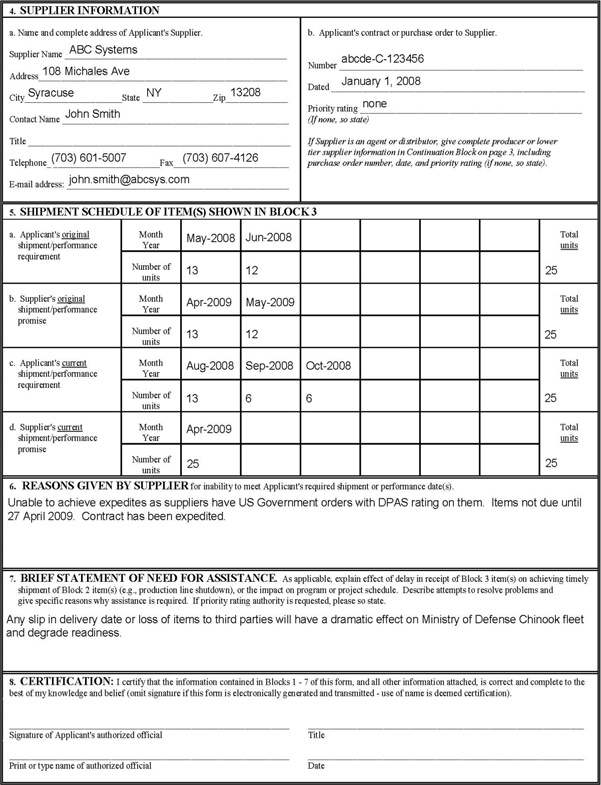 4. SUPPLIER INFORMATION
a. Name and complete address of Applicant's Supplier.
Supplier Name ABC Systems
Address 108 Michales Ave
City Syracuse State NY Zip 13208
Contact Name John Smith
Title
Telephone (703) 601-5007 Fax (703) 607-4126
E-mail address: john.smith@abcsys.com
b. Applicant's contract or purchase order to Supplier.
Number abcde-C-123456
Dated January 1, 2008
Priority rating none
(If none, so state)
If Supplier is an agent or distributor, give complete producer or lower
tier supplier information in Continuation Block on page 3, including
purchase order number, date, and priority rating (if none, so state).
5. SHIPMENT SCHEDULE OF ITEM(S) SHOWN IN BLOCK 3
a. Applicant's original shipment/performance requirement
Month Year May-2008 Jun-2008 Total units
Number of units 13 12 25
b. Supplier's original shipment/performance promise
Month Year Apr-2009 May-2009 Total units
Number of units 13 12 25
c. Applicant's current shipment/performance requirement
Month Year Aug-2008 Sep-2008 Oct-2008 Total units
Number of units 13 6 6 25
d. Supplier's current shipment/performance promise
Month Year Apr-2009 Total units
Number of units 25 25
6. REASONS GIVEN BY SUPPLIER for inability to meet Applicant's required shipment or performance date(s).
Unable to achieve expedites as suppliers have US Government orders with DPAS rating on them. Items not due until
27 April 2009. Contract has been expedited.
7. BRIEF STATEMENT OF NEED FOR ASSISTANCE. As applicable, explain effect of delay in receipt of Block 3 item(s) on achieving timely
shipment of Block 2 item(s) (e.g., production line shutdown), or the impact on program or project schedule. Describe attempts to resolve problems and
give specific reasons why assistance is required. If priority rating authority is requested, please so state.
Any slip in delivery date or loss of items to third parties will have a dramatic effect on Ministry of Defense Chinook fleet
and degrade readiness.
8. CERTIFICATION: I certify that the information contained in Blocks 1 - 7 of this form, and all other information attached, is correct and complete to the
best of my knowledge and belief (omit signature if this form is electronically generated and transmitted - use of name is deemed certification).
Signature of Applicant's authorized official Title
Print or type name of authorized official Date